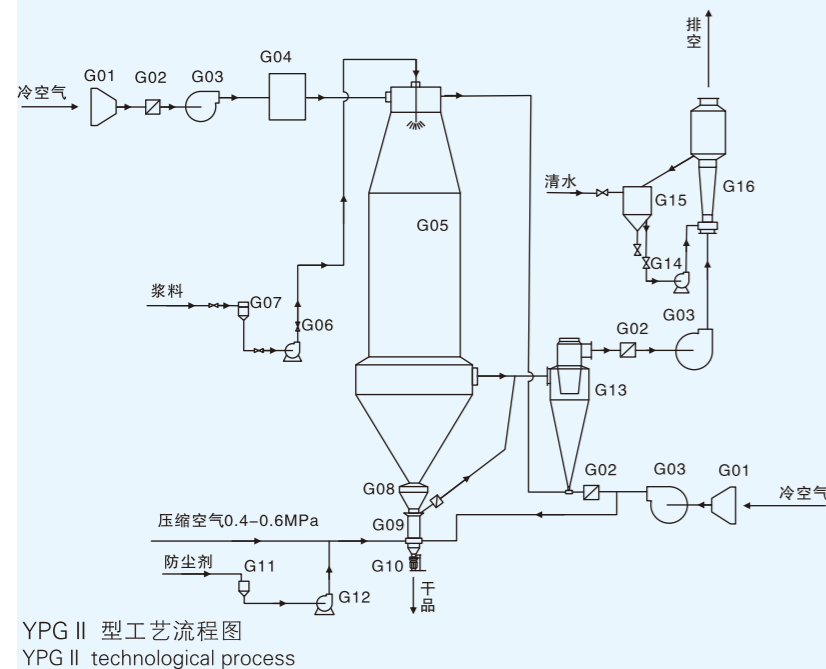 排空
G04
G01
G02
G03
冷空气
清水
G15
G16
G05
G14
浆料
G07
G06
G03
G02
G13
G08
G02
G03
G01
冷空气
压缩空气0.4-0.6MPa
G09
防尘剂
G11
G10
G12
干品
YPG II 型工艺流程图
YPG II technological process